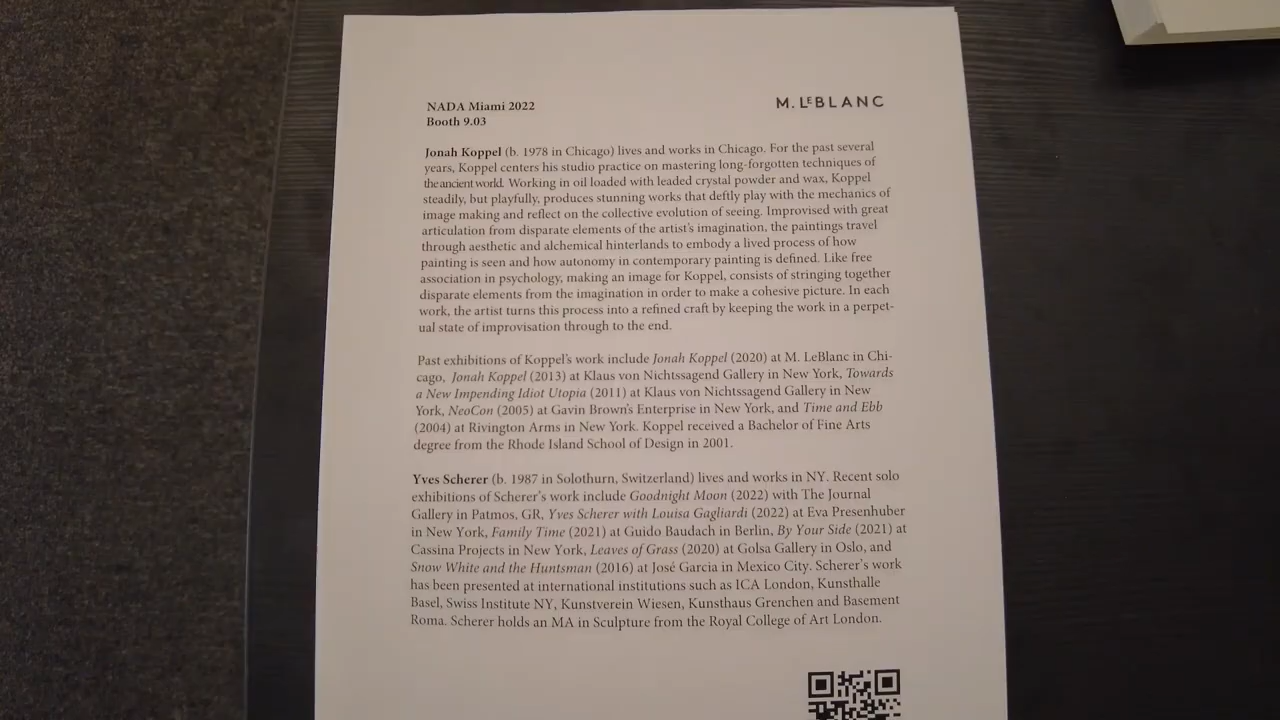 NADA Miami 2022
Booth 9.03
M. LEBLANC
Jonah Koppel (b. 1978 in Chicago) lives and works in Chicago. For the past several
years, Koppel centers his studio practice on mastering long-forgotten techniques of
the ancient world. Working in oil loaded with leaded crystal powder and wax, Koppel
steadily, but playfully, produces stunning works that deftly play with the mechanics of
image making and reflect on the collective evolution of seeing. Improvised with great
articulation from disparate elements of the artist's imagination, the paintings travel
through aesthetic and alchemical hinterlands to embody a lived process of how
painting is seen and how autonomy in contemporary painting is defined. Like free
association in psychology, making an image for Koppel, consists of stringing together
disparate elements from the imagination in order to make a cohesive picture. In each
work, the artist turns this process into a refined craft by keeping the work in a perpet-
ual state of improvisation through to the end.
Past exhibitions of Koppel's work include Jonah Koppel (2020) at M. LeBlanc in Chi-
cago, Jonah Koppel (2013) at Klaus von Nichtssagend Gallery in New York, Towards
a New Impending Idiot Utopia (2011) at Klaus von Nichtssagend Gallery in New
York, NeoCon (2005) at Gavin Brown's Enterprise in New York, and Time and Ebb
(2004) at Rivington Arms in New York. Koppel received a Bachelor of Fine Arts
degree from the Rhode Island School of Design in 2001.
Yves Scherer (b. 1987 in Solothurn, Switzerland) lives and works in NY. Recent solo
exhibitions of Scherer's work include Goodnight Moon (2022) with The Journal
Gallery in Patmos, GR, Yves Scherer with Louisa Gagliardi (2022) at Eva Presenhuber
in New York, Family Time (2021) at Guido Baudach in Berlin, By Your Side (2021) at
Cassina Projects in New York, Leaves of Grass (2020) at Golsa Gallery in Oslo, and
Snow White and the Huntsman (2016) at José Garcia in Mexico City. Scherer's work
has been presented at international institutions such as ICA London, Kunsthalle
Basel, Swiss Institute NY, Kunstverein Wiesen, Kunsthaus Grenchen and Basement
Roma. Scherer holds an MA in Sculpture from the Royal College of Art London.